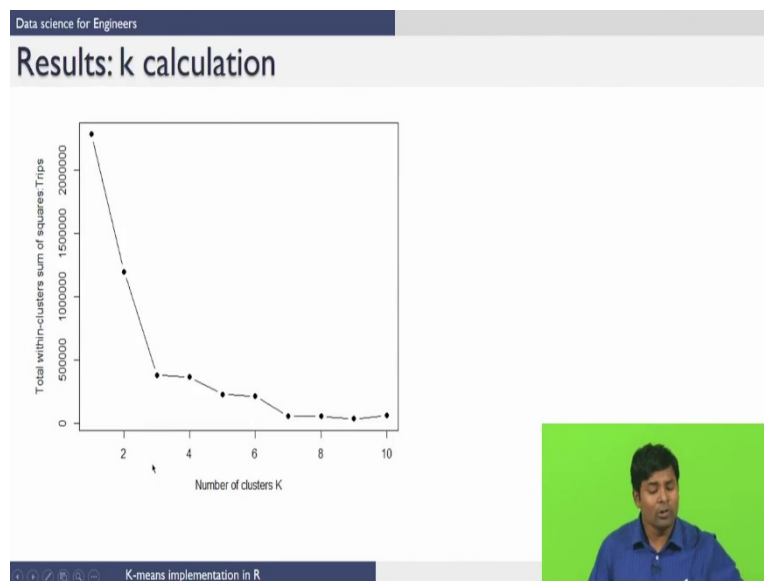 Data science for Engineers
Results: k calculation
Total within-clusters sum of squares:Trips
2000000
1500000
1000000
500000
0
2 4 6 8 10
Number of clusters K
K-means implementation in R